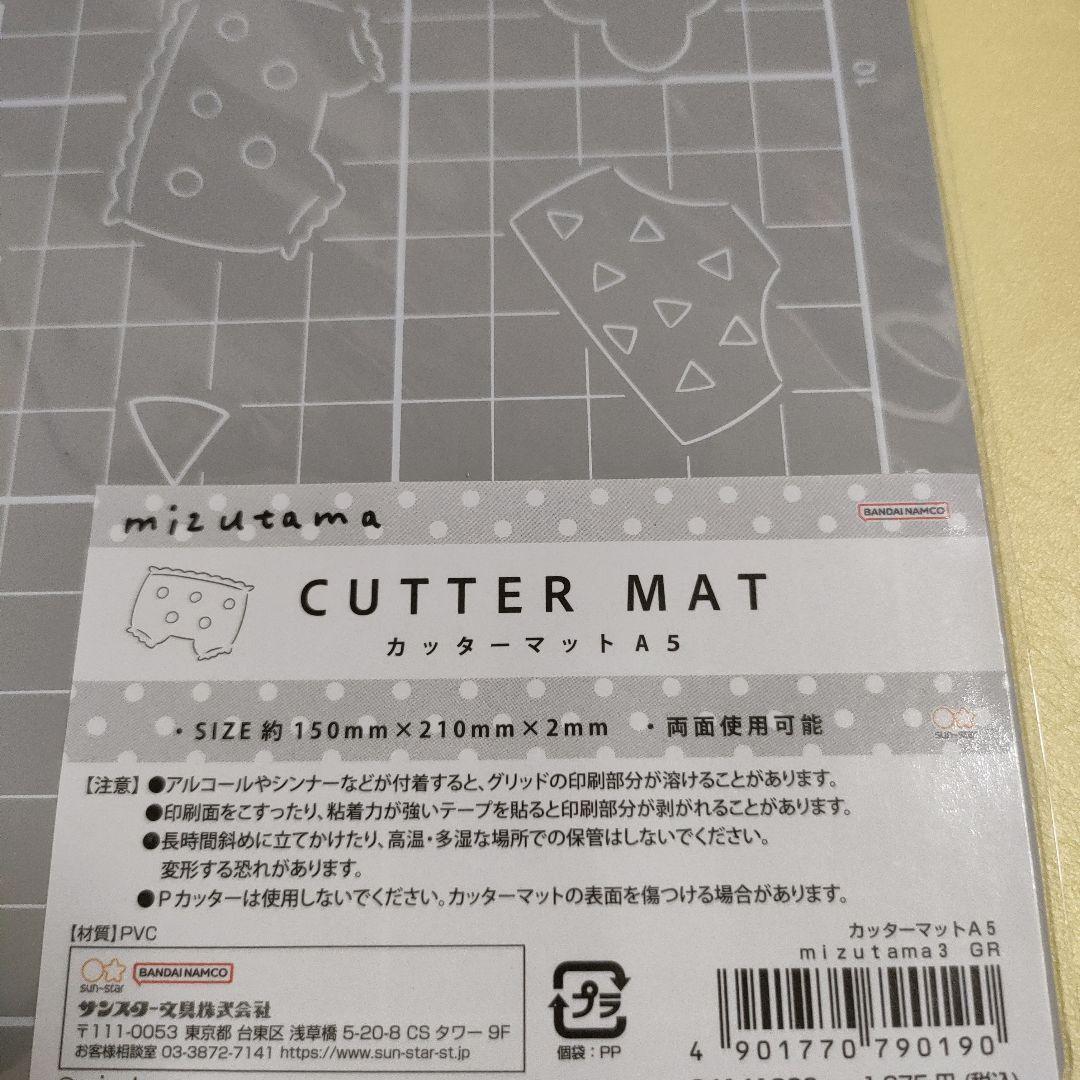 10
mizutama
BANDAI NAMCO
CUTTER MAT
カッターマットA5
・SIZE 約150mm×210mm×2mm ・両面使用可能
sun-star
【注意】●アルコールやシンナーなどが付着すると、グリッドの印刷部分が溶けることがあります。
●印刷面をこすったり、粘着力が強いテープを貼ると印刷部分が剥がれることがあります。
●長時間斜めに立てかけたり、高温・多湿な場所での保管はしないでください。
変形する恐れがあります。
●Pカッターは使用しないでください。カッターマットの表面を傷つける場合があります。
【材質】PVC
カッターマットA5
mizutama3 GR
sun-star BANDAI NAMCO
サンスター文具株式会社
〒111-0053 東京都 台東区 浅草橋 5-20-8 CS タワー 9F
お客様相談室 03-3872-7141 https://www.sun-star-st.jp
プラ
個袋：PP
4 901770 790190